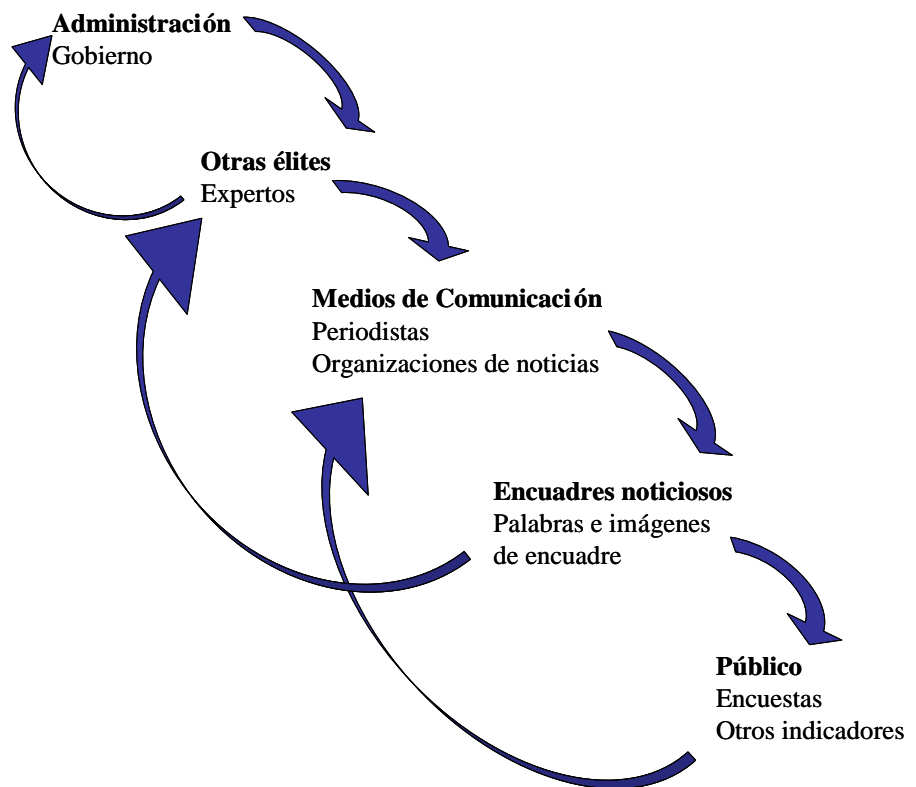 Administración
Gobierno
Otras élites
Expertos
Medios de Comunicación
Periodistas
Organizaciones de noticias
Encuadres noticiosos
Palabras e imágenes
de encuadre
Público
Encuestas
Otros indicadores